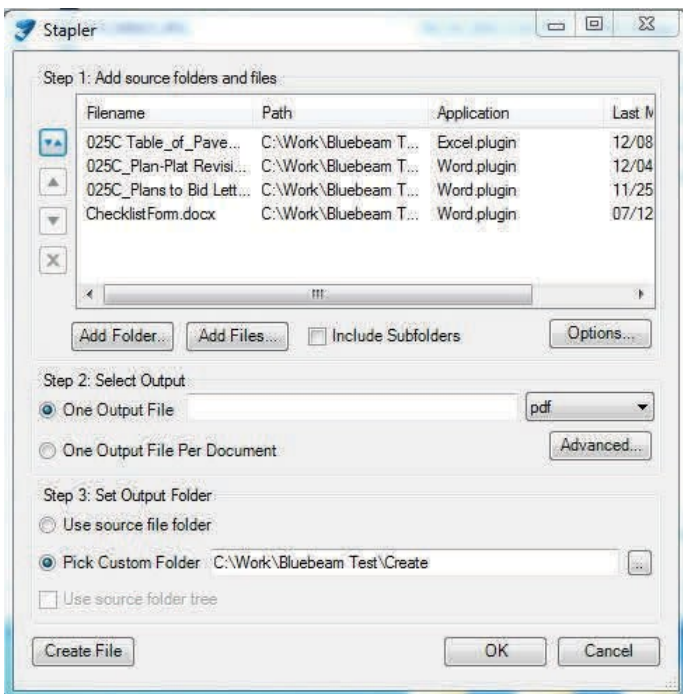 Stapler
Step 1: Add source folders and files
Filename Path Application Last M
025C Table_of_Pave... C:\Work\Bluebeam T... Excel.plugin 12/08
025C_Plan-Plat Revisi... C:\Work\Bluebeam T... Word.plugin 12/04
025C_Plans to Bid Lett... C:\Work\Bluebeam T... Word.plugin 11/25
ChecklistForm.docx C:\Work\Bluebeam T... Word.plugin 07/12
Add Folder.. Add Files... Include Subfolders Options...
Step 2: Select Output
One Output File pdf
One Output File Per Document Advanced...
Step 3: Set Output Folder
Use source file folder
Pick Custom Folder C:\Work\Bluebeam Test\Create ...
Use source folder tree
Create File OK Cancel